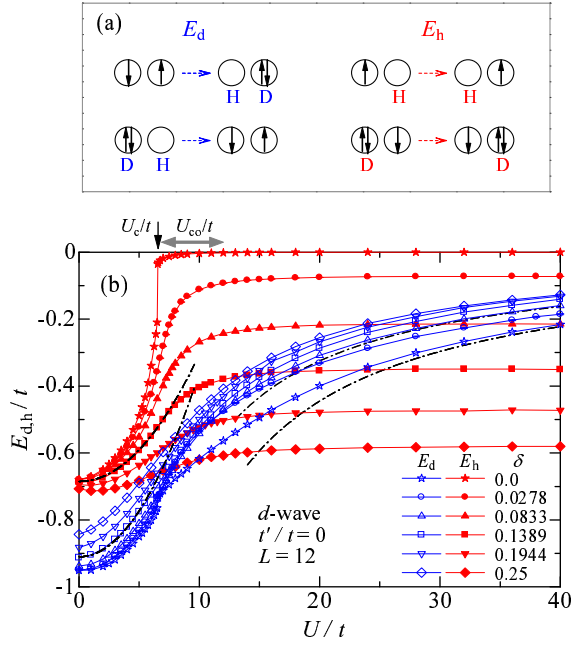 (a)
E_d E_h
H D H
D H D D
U_c/t U_co/t
(b)
0
-0.2
-0.4
-0.6
-0.8
-1
E_d,h / t
E_d E_h δ
0.0
0.0278
0.0833
0.1389
0.1944
0.25
d-wave
t'/t = 0
L = 12
0 10 20 30 40
U / t